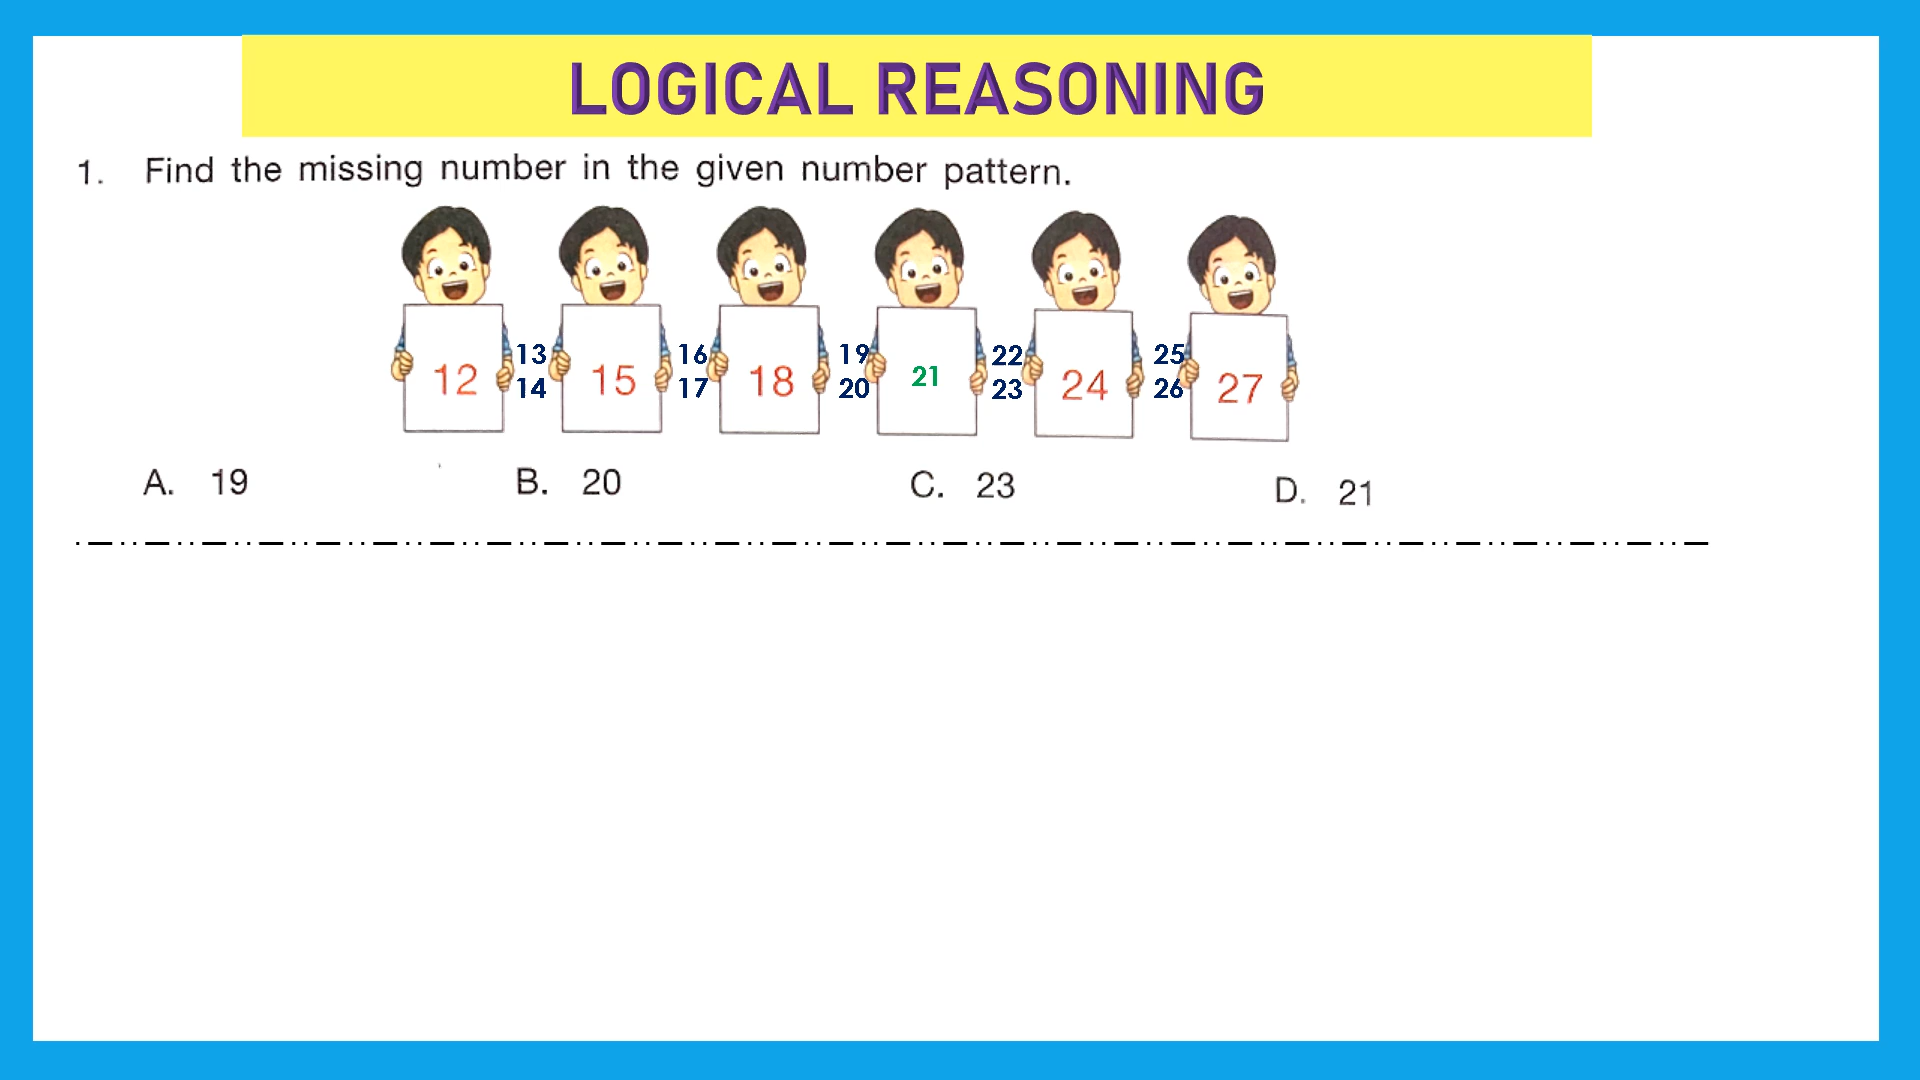 LOGICAL REASONING
1. Find the missing number in the given number pattern.
12 13 14 15 16 17 18 19 20 21 22 23 24 25 26 27
A. 19 B. 20 C. 23 D. 21